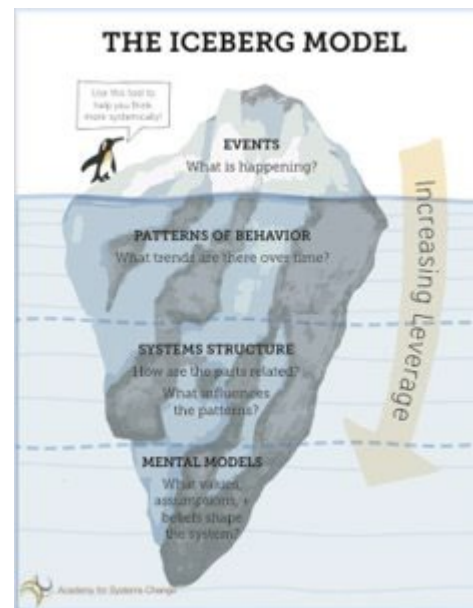 THE ICEBERG MODEL
Use this tool to
help you think
more systemically!
EVENTS
What is happening?
PATTERNS OF BEHAVIOR
What trends are there over time?
SYSTEMS STRUCTURE
How are the parts related?
What influences
the patterns?
MENTAL MODELS
What values,
assumptions, +
beliefs shape
the system?
Increasing Leverage
Academy for Systems Change